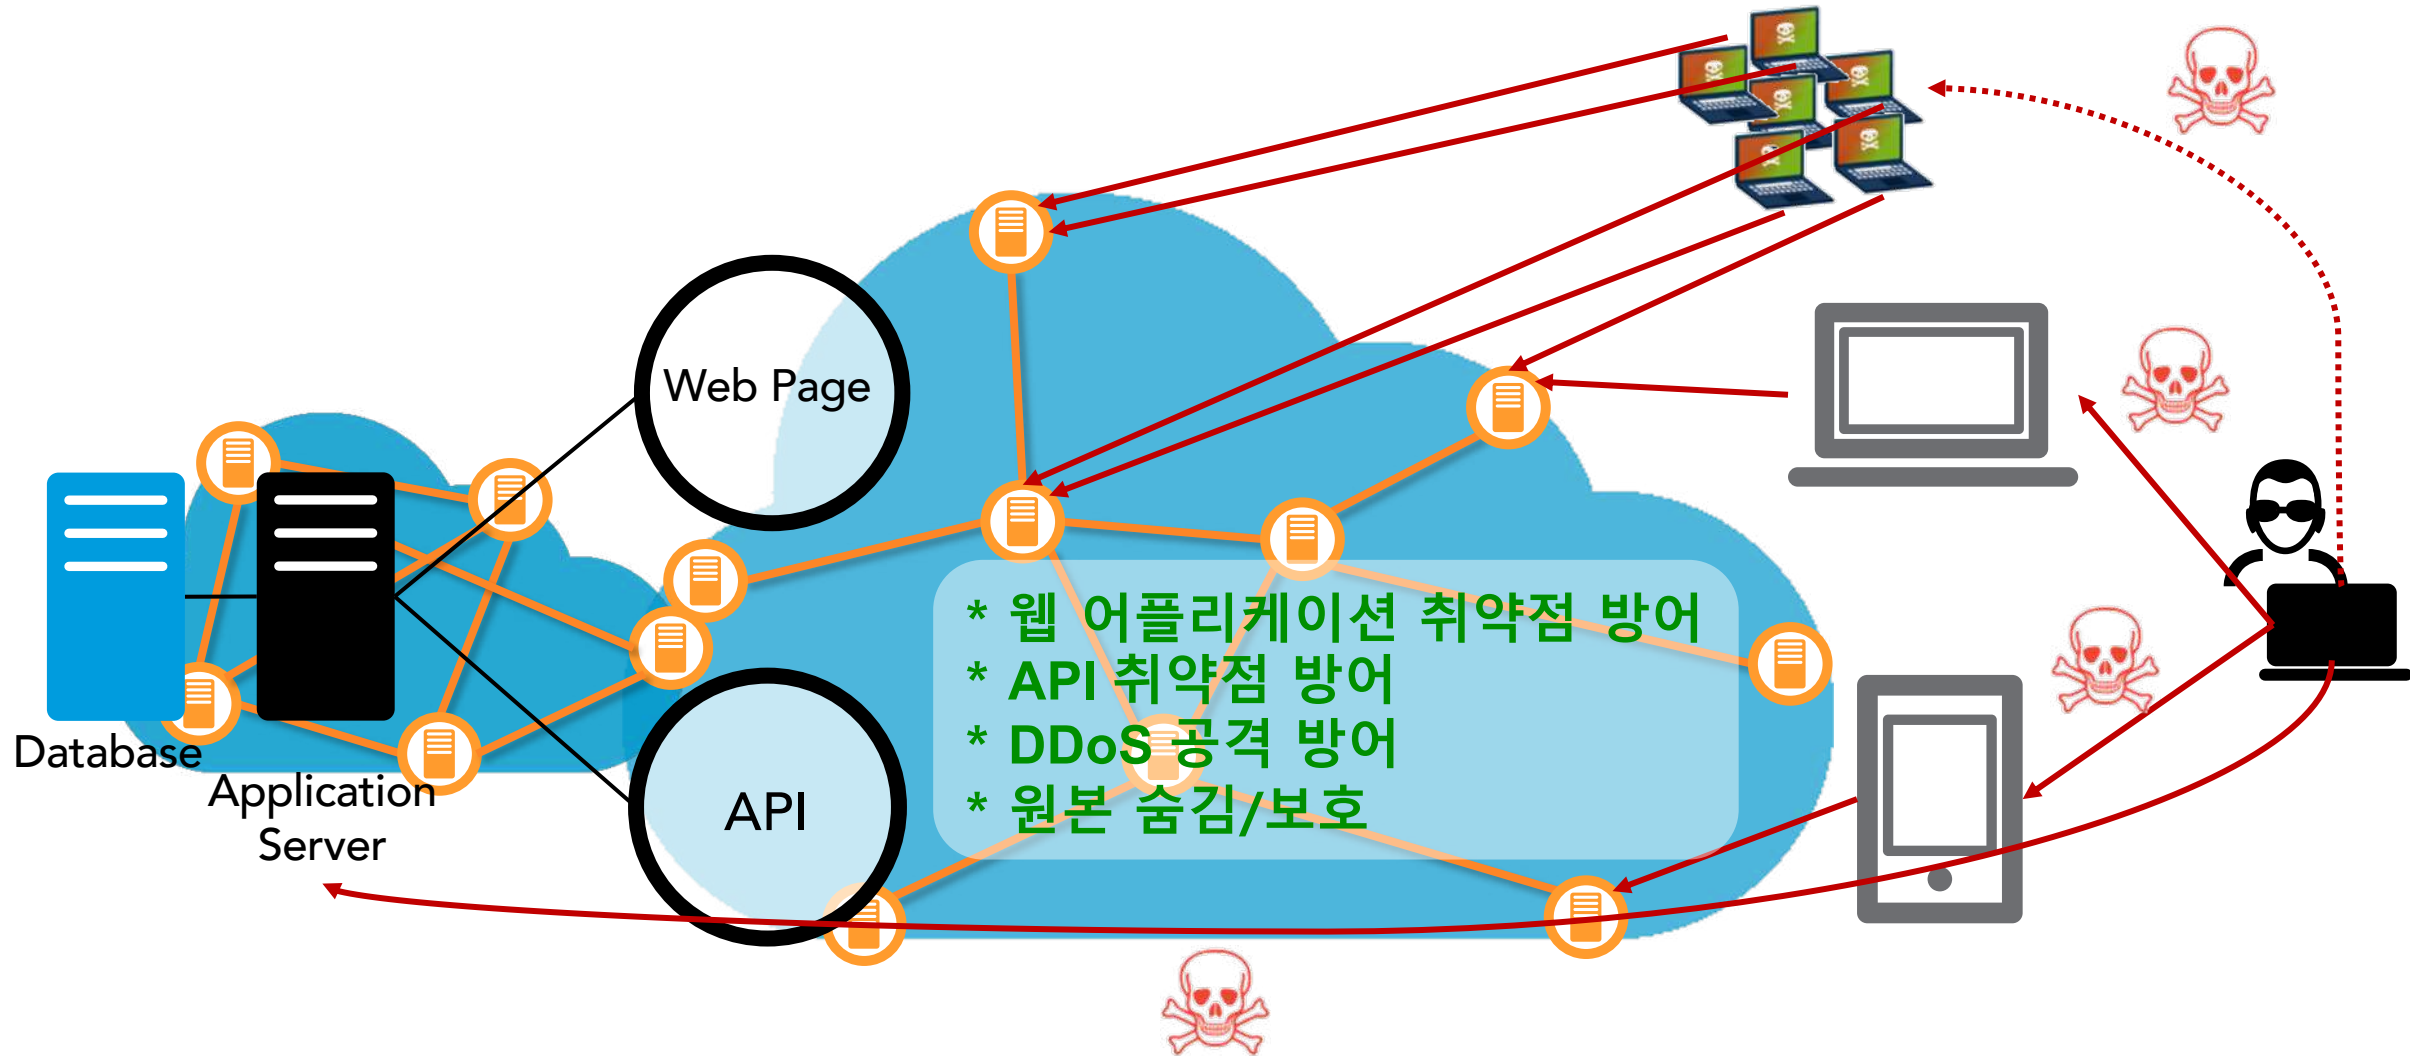 Web Page
* 웹 어플리케이션 취약점 방어
* API 취약점 방어
* DDoS 공격 방어
* 원본 숨김/보호
Database
Application
Server
API